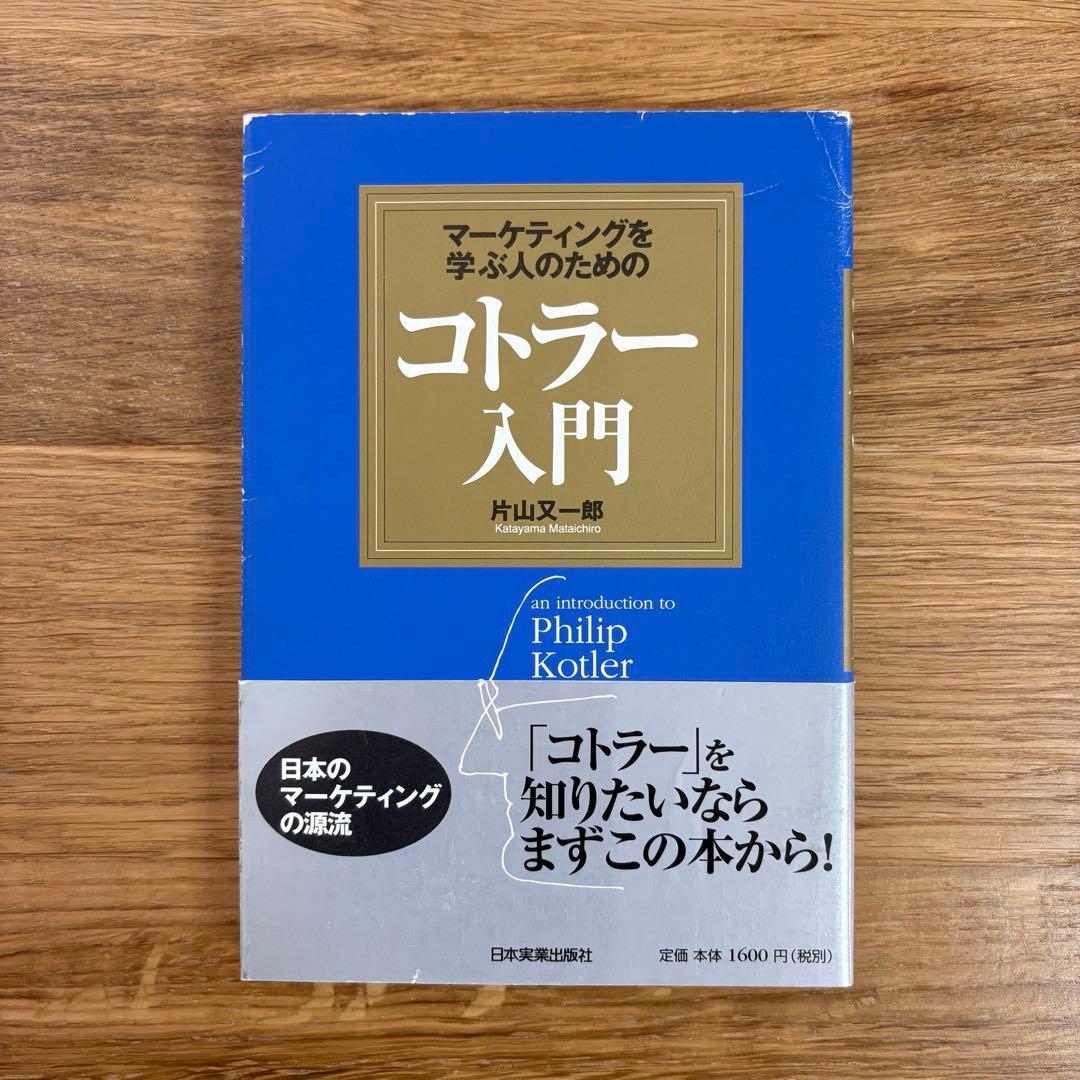 マーケティングを
学ぶ人のための
コトラー
入門
片山又一郎
Katayama Mataichiro
an introduction to
Philip
Kotler
日本の
マーケティング
の源流
「コトラー」を
知りたいなら
まずこの本から!
日本実業出版社
定価 本体 1600 円(税別)